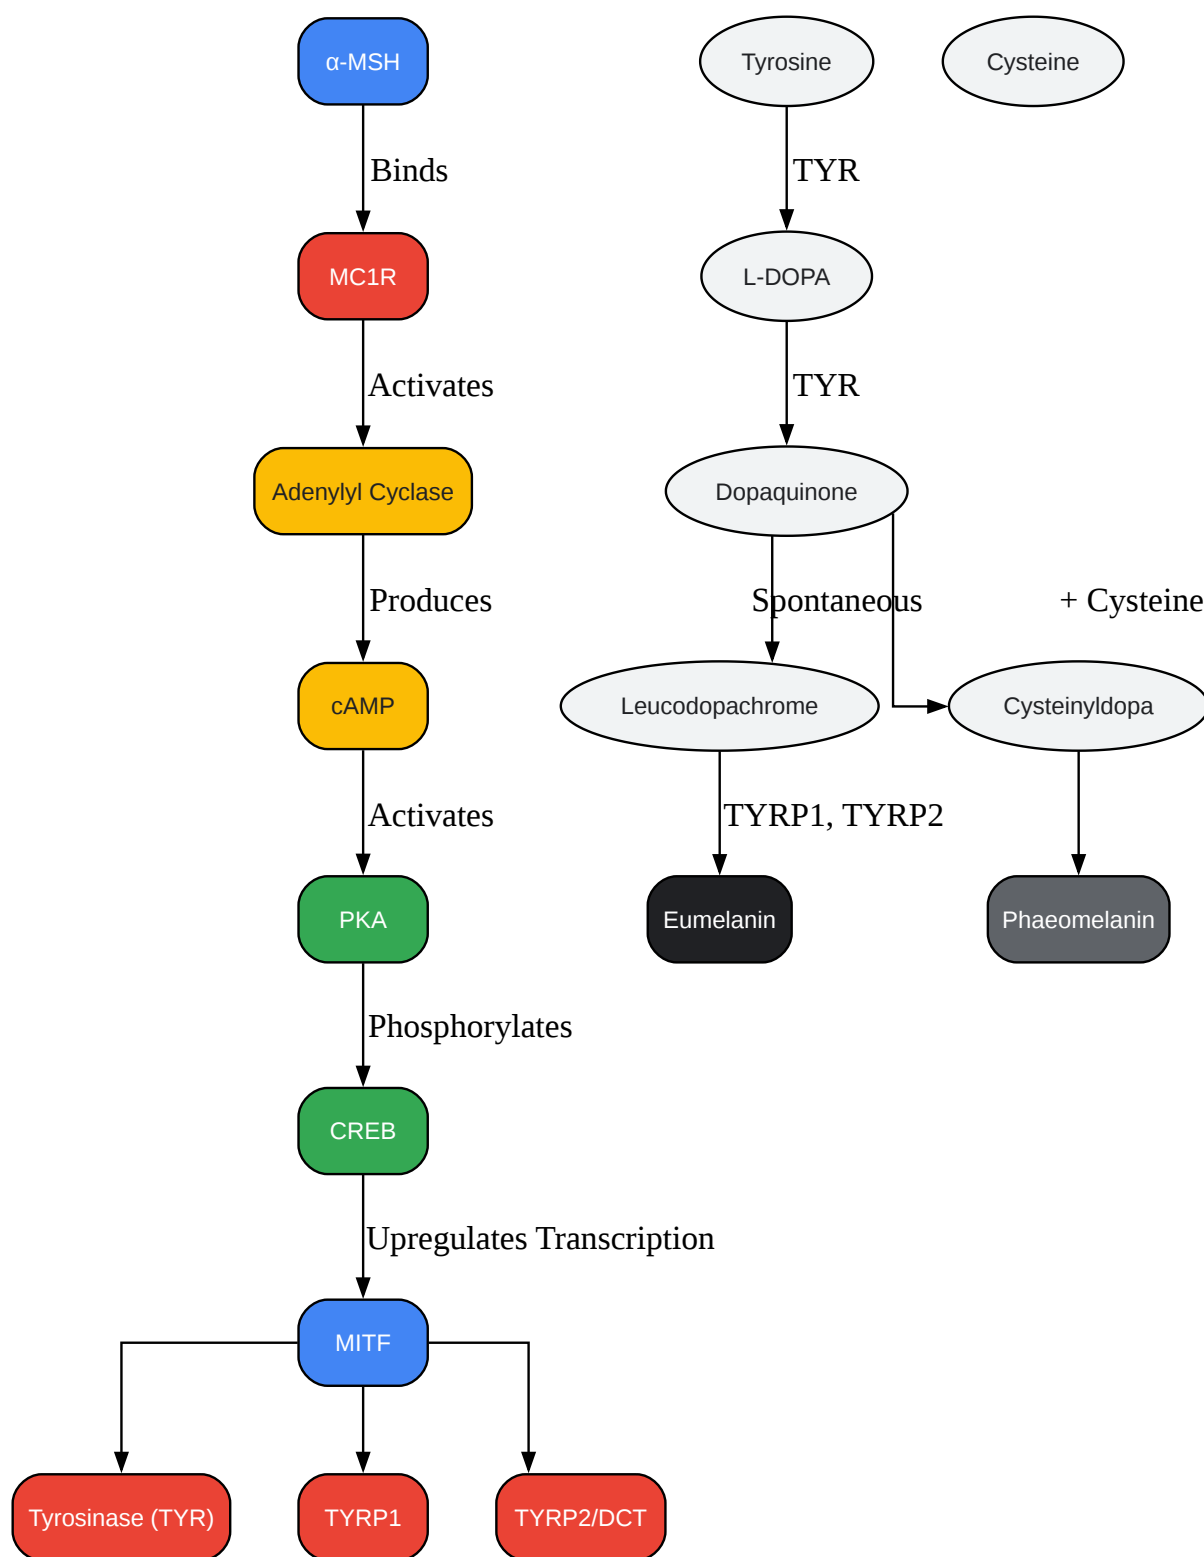 α-MSH
Tyrosine
Cysteine
Binds
TYR
MC1R
L-DOPA
Activates
TYR
Adenylyl Cyclase
Dopaquinone
Produces
Spontaneous
+ Cysteine
cAMP
Leucodopachrome
Cysteinyldopa
Activates
TYRP1, TYRP2
PKA
Eumelanin
Phaeomelanin
Phosphorylates
CREB
Upregulates Transcription
MITF
Tyrosinase (TYR)
TYRP1
TYRP2/DCT